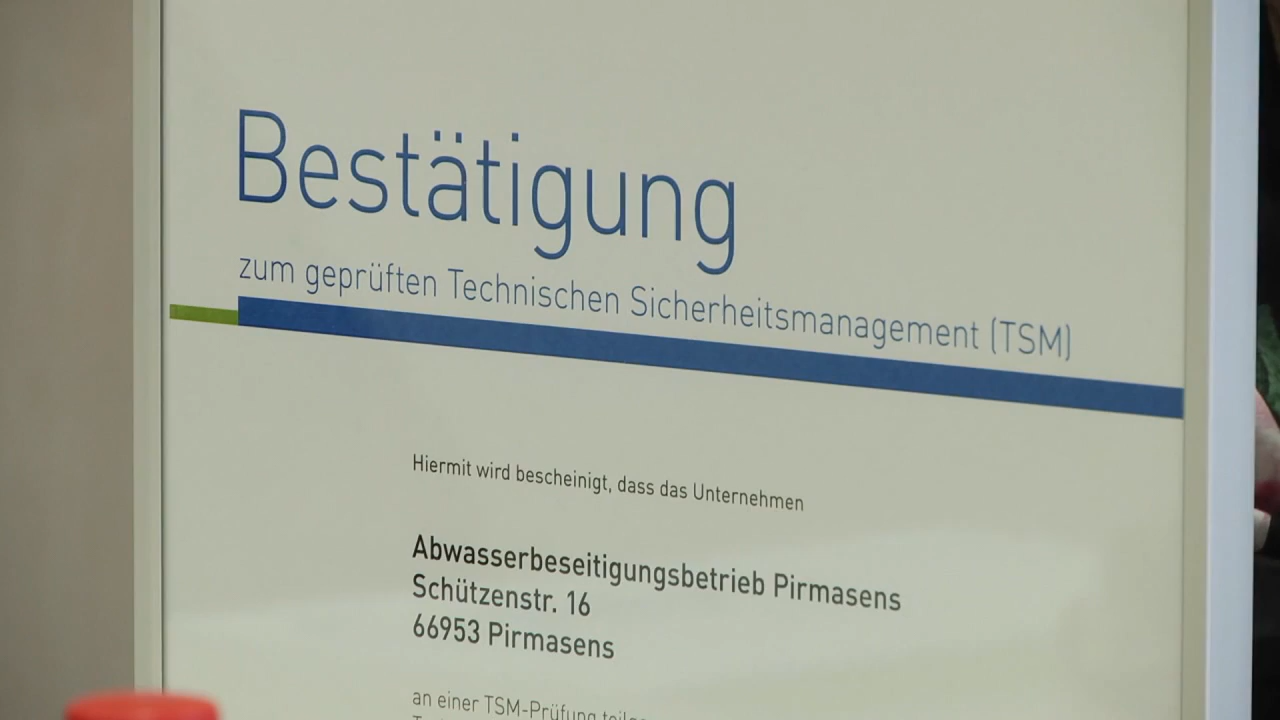 Bestätigung
zum geprüften Technischen Sicherheitsmanagement (TSM)
Hiermit wird bescheinigt, dass das Unternehmen
Abwasserbeseitigungsbetrieb Pirmasens
Schützenstr. 16
66953 Pirmasens
an einer TSM-Prüfung